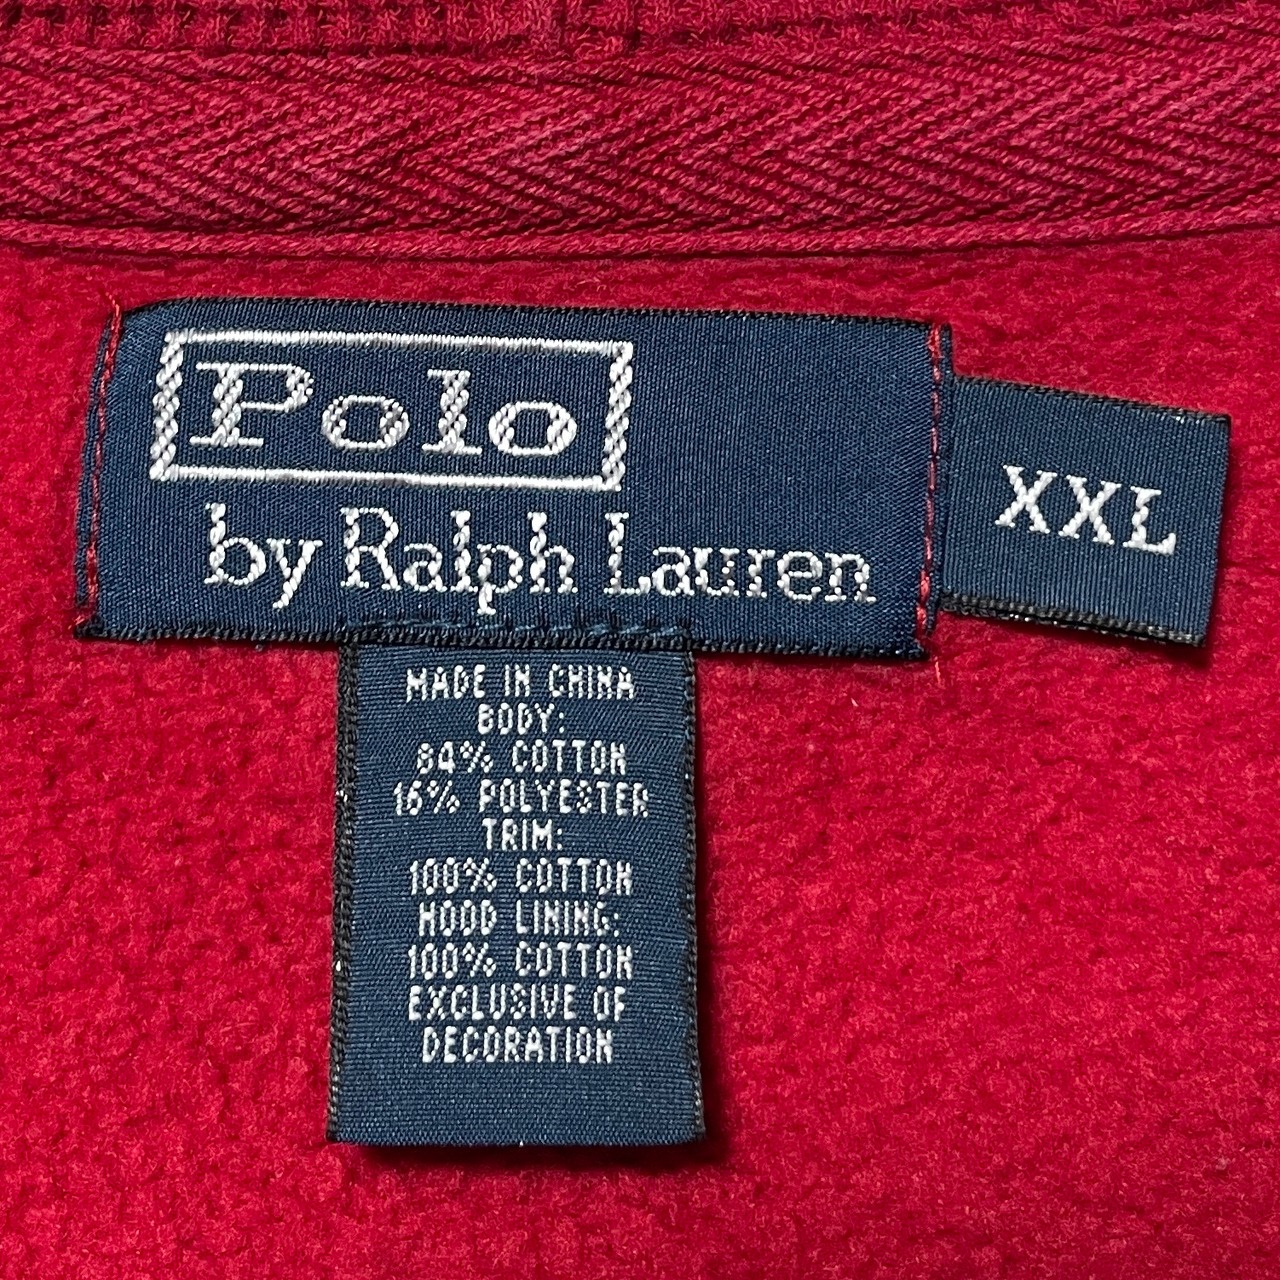 Polo
by Ralph Lauren
XXL
MADE IN CHINA
BODY:
84% COTTON
16% POLYESTER
TRIM:
100% COTTON
HOOD LINING:
100% COTTON
EXCLUSIVE OF
DECORATION